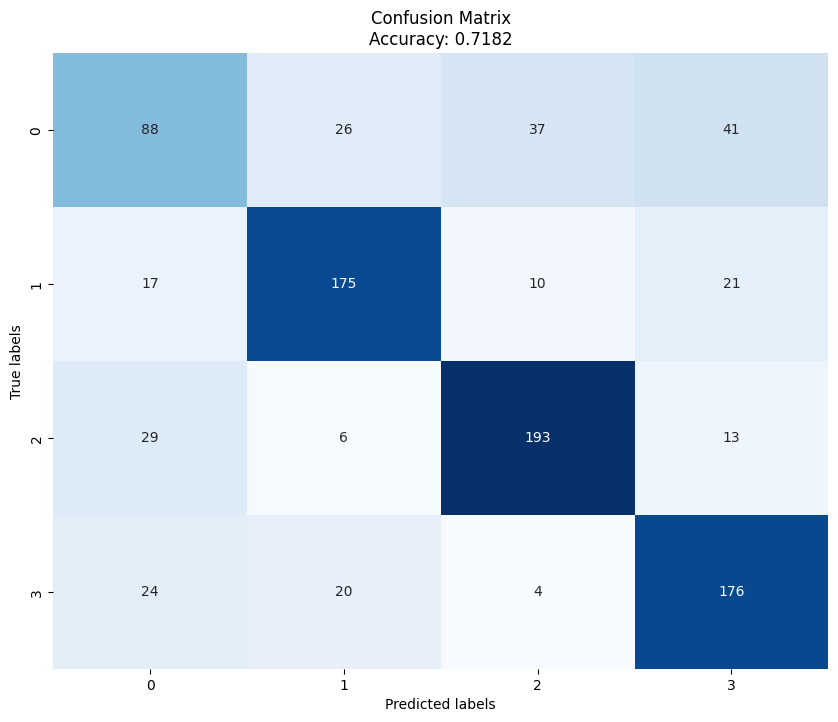 Confusion Matrix
Accuracy: 0.7182
0 88 26 37 41
1 17 175 10 21
True labels
2 29 6 193 13
3 24 20 4 176
0 1 2 3
Predicted labels